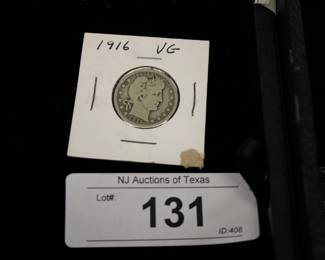 1916 VG
NJ Auctions of Texas
Lot#:
131
ID:408